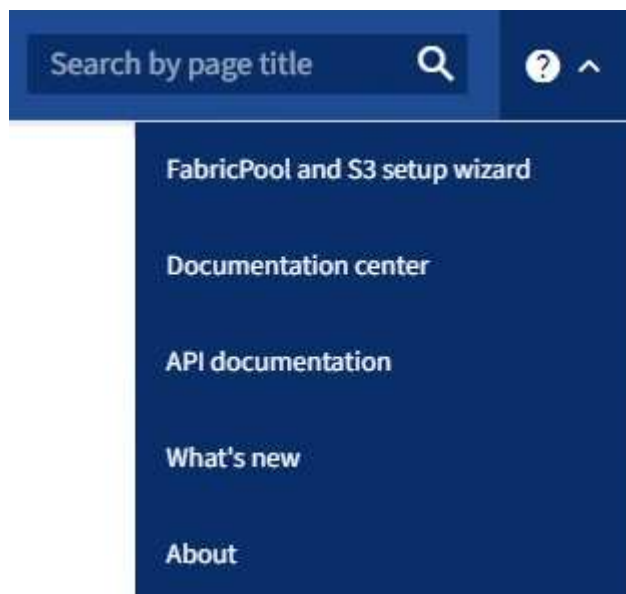 Search by page title
FabricPool and S3 setup wizard
Documentation center
API documentation
What's new
About